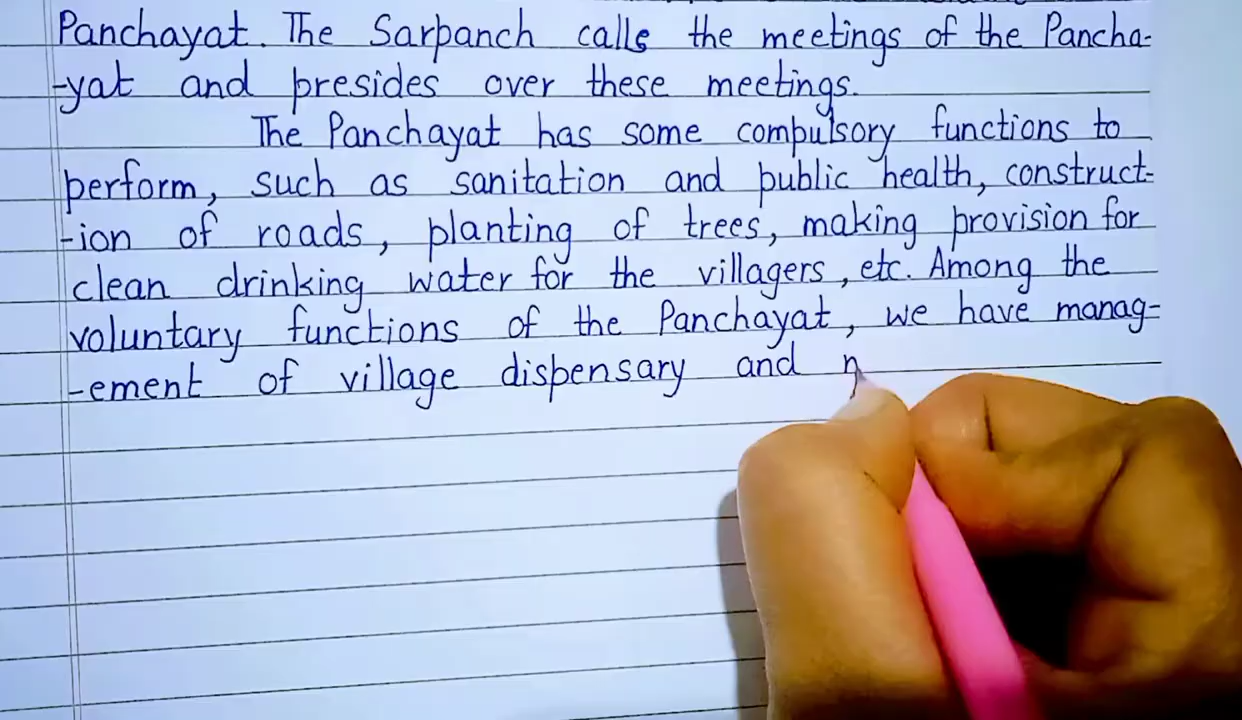 Panchayat. The Sarpanch calls the meetings of the Pancha-
-yat and presides over these meetings.
The Panchayat has some compulsory functions to
perform, such as sanitation and public health, construct-
-ion of roads, planting of trees, making provision for
clean drinking water for the villagers, etc. Among the
voluntary functions of the Panchayat, we have manag-
-ement of village dispensary and